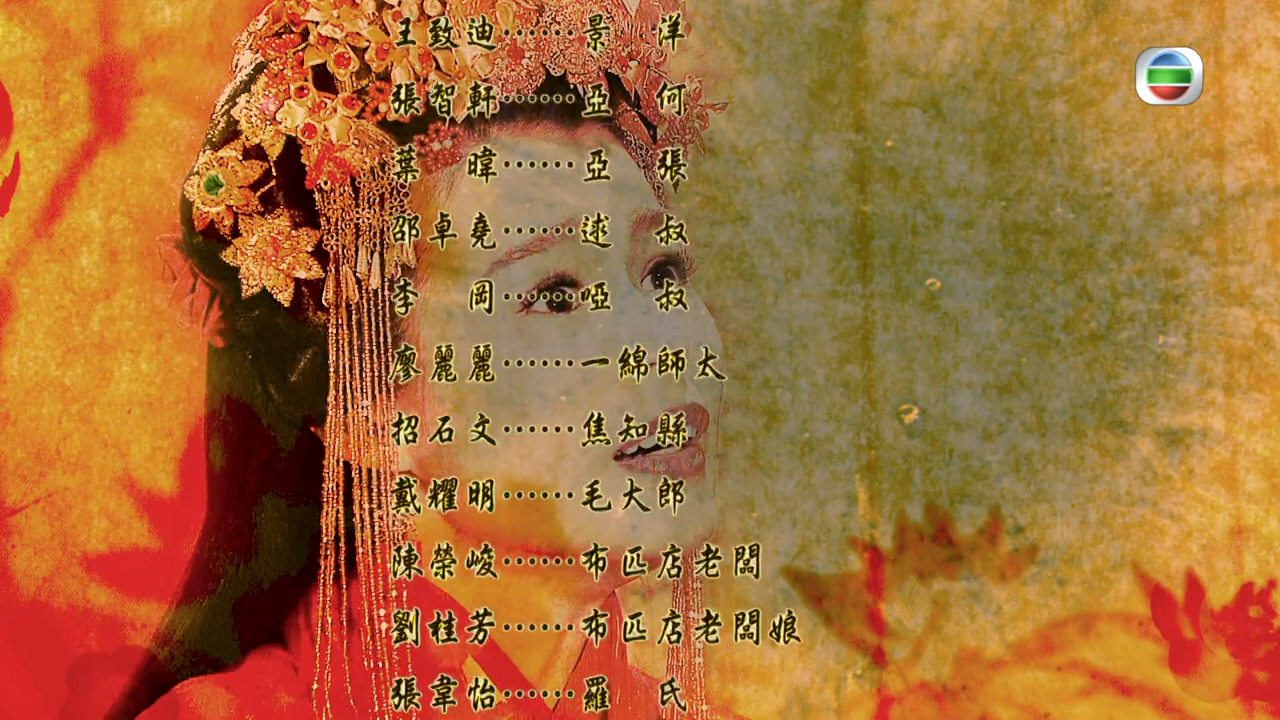 王致迪……景洋
張智軒……亞何
葉暐……亞張
邵卓堯……逑叔
李岡……啞叔
廖麗麗……一綿師太
招石文……焦知縣
戴耀明……毛大郎
陳榮峻……布匹店老闆
劉桂芳……布匹店老闆娘
張韋怡……羅氏